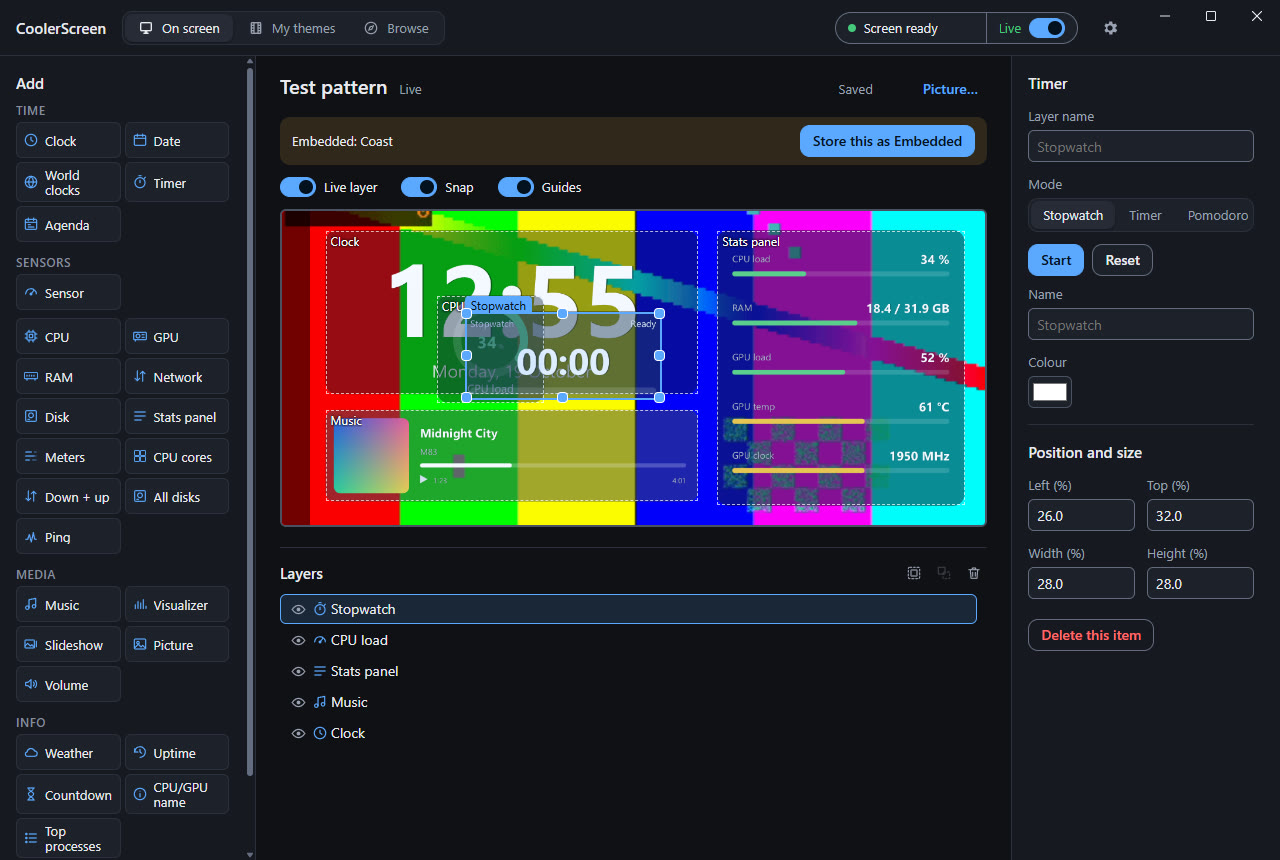 CoolerScreen
On screen
My themes
Browse
Screen ready
Live
Add
TIME
Clock
Date
World clocks
Timer
Agenda
SENSORS
Sensor
CPU
GPU
RAM
Network
Disk
Stats panel
Meters
CPU cores
Down + up
All disks
Ping
MEDIA
Music
Visualizer
Slideshow
Picture
Volume
INFO
Weather
Uptime
Countdown
CPU/GPU name
Top processes
Test pattern
Live
Saved
Picture...
Embedded: Coast
Store this as Embedded
Live layer
Snap
Guides
Clock
12:55
CPU
Stopwatch
Stopwatch
Ready
34
00:00
CPU load
Music
Midnight City
M83
1:23
4:01
Stats panel
CPU load
34 %
RAM
18.4 / 31.9 GB
GPU load
52 %
GPU temp
61 °C
GPU clock
1950 MHz
Layers
Stopwatch
CPU load
Stats panel
Music
Clock
Timer
Layer name
Stopwatch
Mode
Stopwatch
Timer
Pomodoro
Start
Reset
Name
Stopwatch
Colour
Position and size
Left (%)
Top (%)
26.0
32.0
Width (%)
Height (%)
28.0
28.0
Delete this item